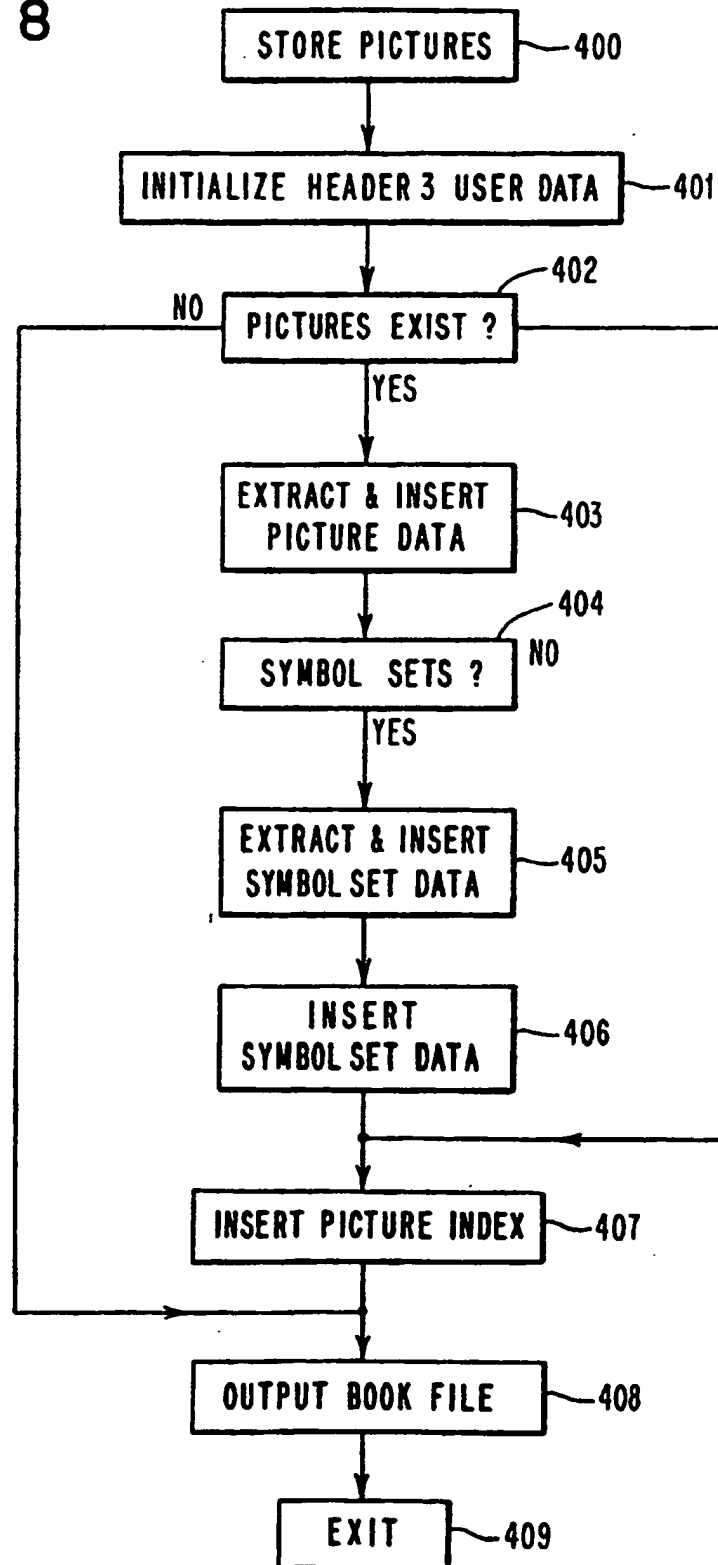 8
STORE PICTURES
400
INITIALIZE HEADER 3 USER DATA
401
402
NO
PICTURES EXIST ?
YES
EXTRACT & INSERT
PICTURE DATA
403
404
NO
SYMBOL SETS ?
YES
EXTRACT & INSERT
SYMBOL SET DATA
405
INSERT
SYMBOL SET DATA
406
INSERT PICTURE INDEX
407
OUTPUT BOOK FILE
408
EXIT
409